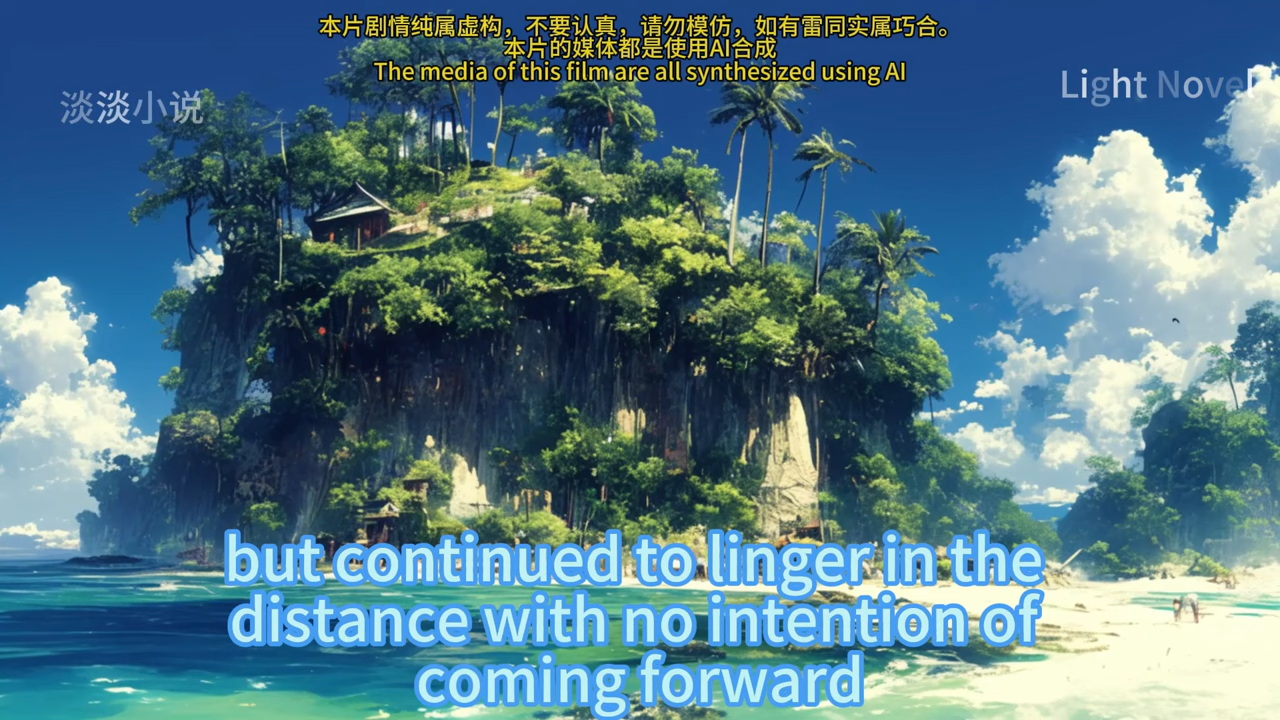 本片剧情纯属虚构，不要认真，请勿模仿，如有雷同实属巧合。
本片的媒体都是使用AI合成
The media of this film are all synthesized using AI
淡淡小说
Light Novel
but continued to linger in the
distance with no intention of
coming forward